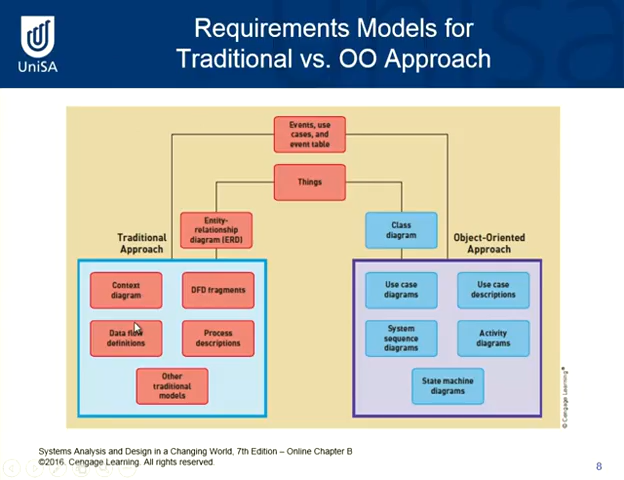 Requirements Models for
Traditional vs. OO Approach
UniSA
Events, use
cases, and
event table
Things
Entity-
relationship
diagram (ERD)
Class
diagram
Traditional
Approach
Object-Oriented
Approach
Context
diagram
DFD fragments
Data flow
definitions
Process
descriptions
Other
traditional
models
Use case
diagrams
Use case
descriptions
System
sequence
diagrams
Activity
diagrams
State machine
diagrams
© Cengage Learning®
Systems Analysis and Design in a Changing World, 7th Edition – Online Chapter B
©2016. Cengage Learning. All rights reserved.
8